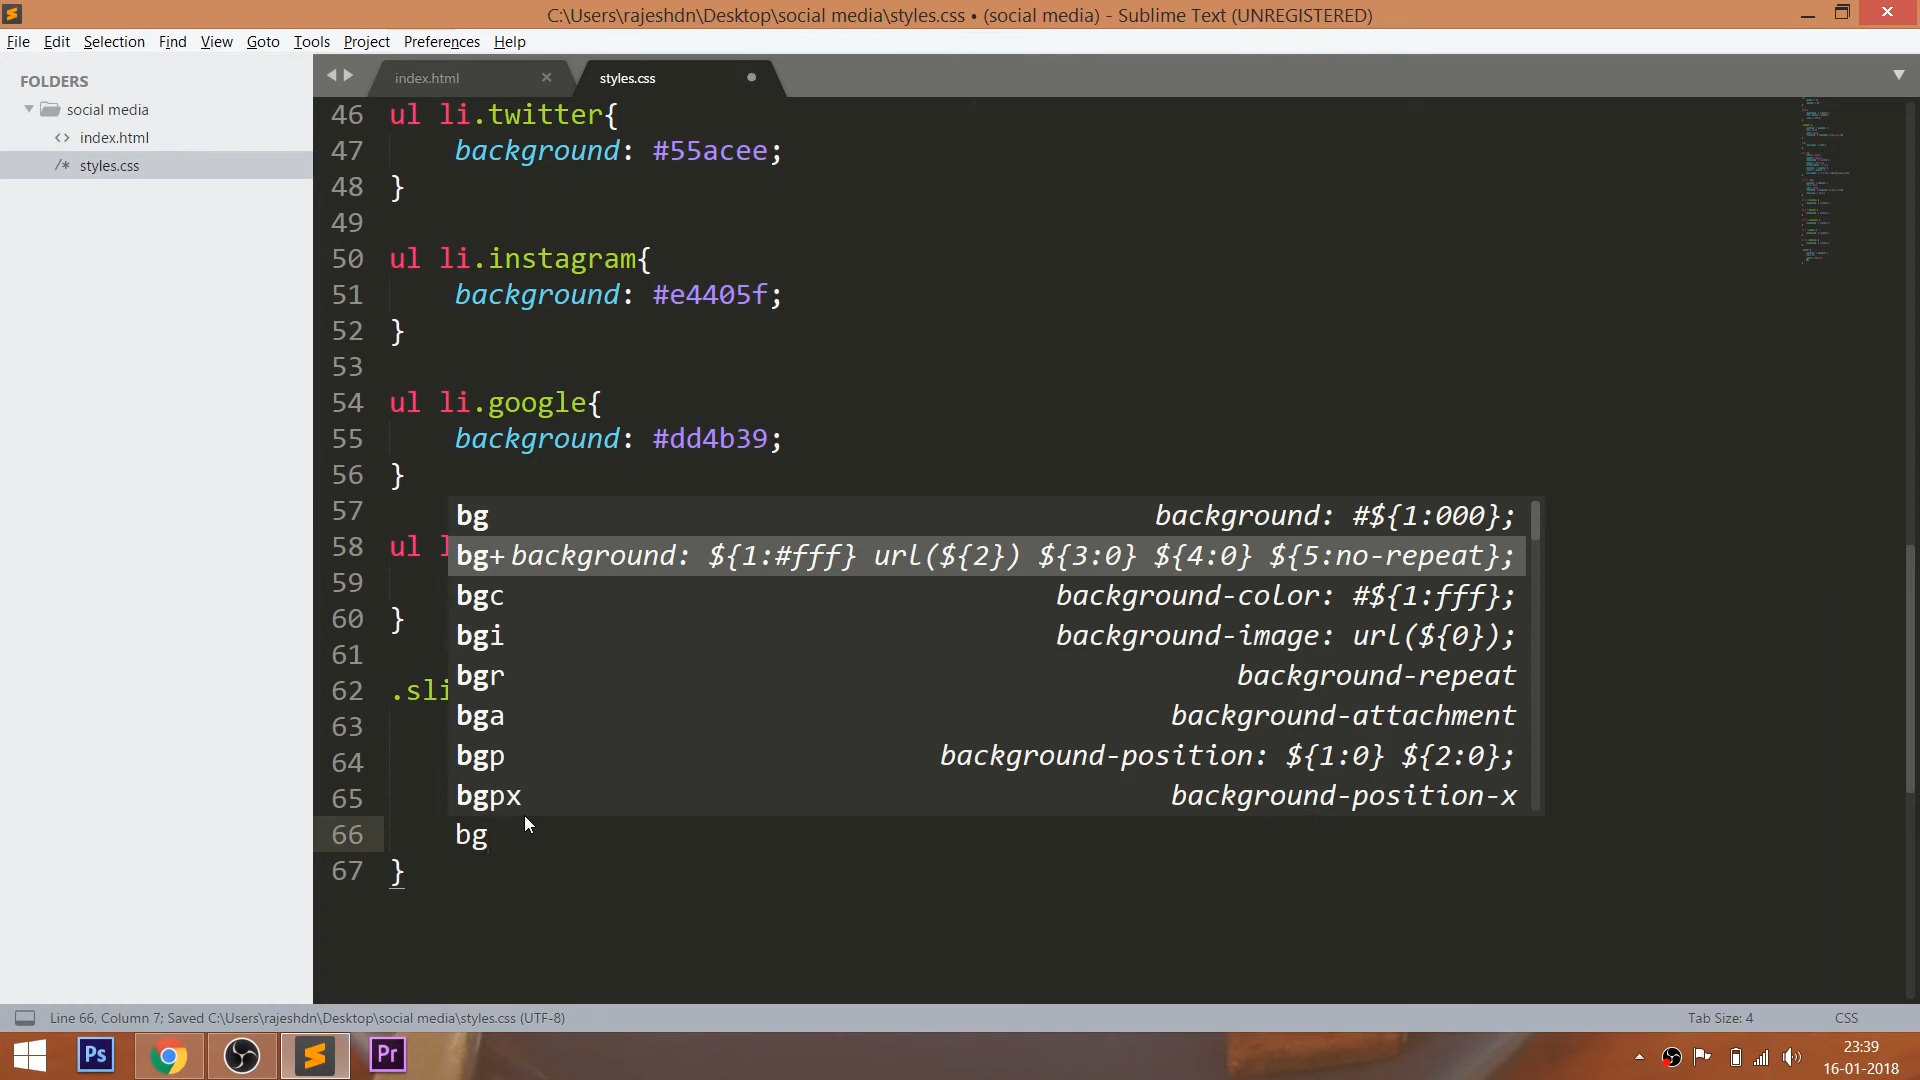 C:\Users\rajeshdn\Desktop\social media\styles.css • (social media) - Sublime Text (UNREGISTERED)
File Edit Selection Find View Goto Tools Project Preferences Help
FOLDERS
social media
<> index.html
/* styles.css
index.html ×
styles.css
46 ul li.twitter{
47 background: #55acee;
48 }
49
50 ul li.instagram{
51 background: #e4405f;
52 }
53
54 ul li.google{
55 background: #dd4b39;
56 }
57
58 ul l
59
60 }
61
62 .sli
63
64
65
66 bg
67 }
bg background: #${1:000};
bg+ background: ${1:#fff} url(${2}) ${3:0} ${4:0} ${5:no-repeat};
bgc background-color: #${1:fff};
bgi background-image: url(${0});
bgr background-repeat
bga background-attachment
bgp background-position: ${1:0} ${2:0};
bgpx background-position-x
Line 66, Column 7; Saved C:\Users\rajeshdn\Desktop\social media\styles.css (UTF-8)
Tab Size: 4 CSS
Ps Pr
23:39
16-01-2018